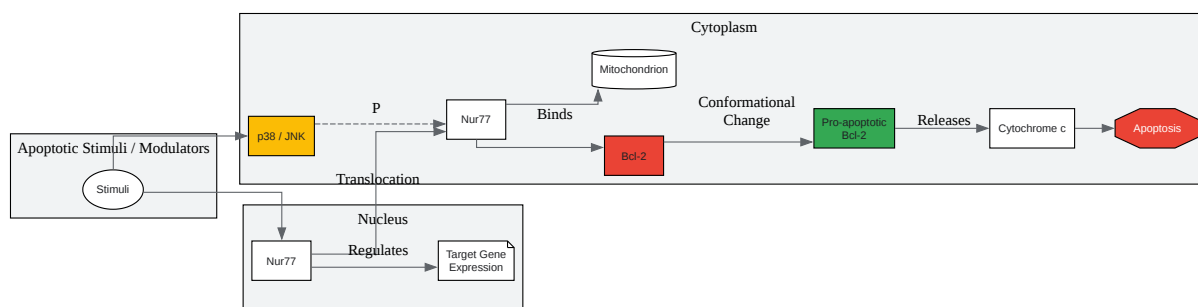 Cytoplasm
Mitochondrion
P
Nur77
Binds
Conformational
Change
Pro-apoptotic
Bcl-2
Releases
Cytochrome c
Apoptosis
p38 / JNK
Bcl-2
Apoptotic Stimuli / Modulators
Stimuli
Translocation
Nucleus
Nur77
Regulates
Target Gene
Expression